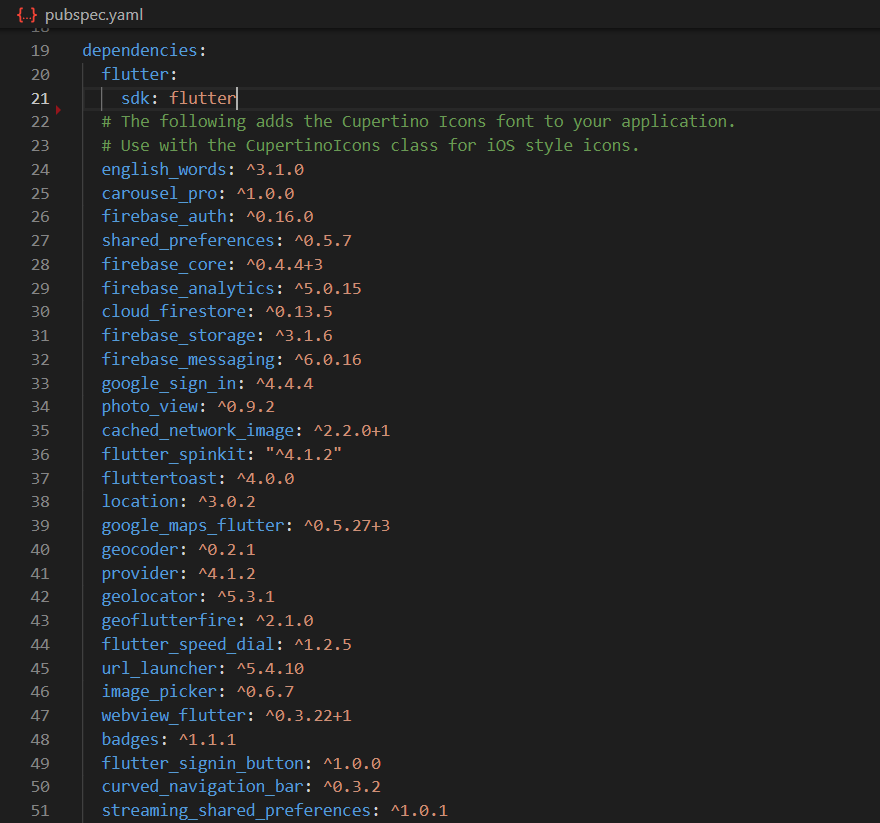 {..} pubspec.yaml
18
19 dependencies:
20 flutter:
21 sdk: flutter
22 # The following adds the Cupertino Icons font to your application.
23 # Use with the CupertinoIcons class for iOS style icons.
24 english_words: ^3.1.0
25 carousel_pro: ^1.0.0
26 firebase_auth: ^0.16.0
27 shared_preferences: ^0.5.7
28 firebase_core: ^0.4.4+3
29 firebase_analytics: ^5.0.15
30 cloud_firestore: ^0.13.5
31 firebase_storage: ^3.1.6
32 firebase_messaging: ^6.0.16
33 google_sign_in: ^4.4.4
34 photo_view: ^0.9.2
35 cached_network_image: ^2.2.0+1
36 flutter_spinkit: "^4.1.2"
37 fluttertoast: ^4.0.0
38 location: ^3.0.2
39 google_maps_flutter: ^0.5.27+3
40 geocoder: ^0.2.1
41 provider: ^4.1.2
42 geolocator: ^5.3.1
43 geoflutterfire: ^2.1.0
44 flutter_speed_dial: ^1.2.5
45 url_launcher: ^5.4.10
46 image_picker: ^0.6.7
47 webview_flutter: ^0.3.22+1
48 badges: ^1.1.1
49 flutter_signin_button: ^1.0.0
50 curved_navigation_bar: ^0.3.2
51 streaming_shared_preferences: ^1.0.1